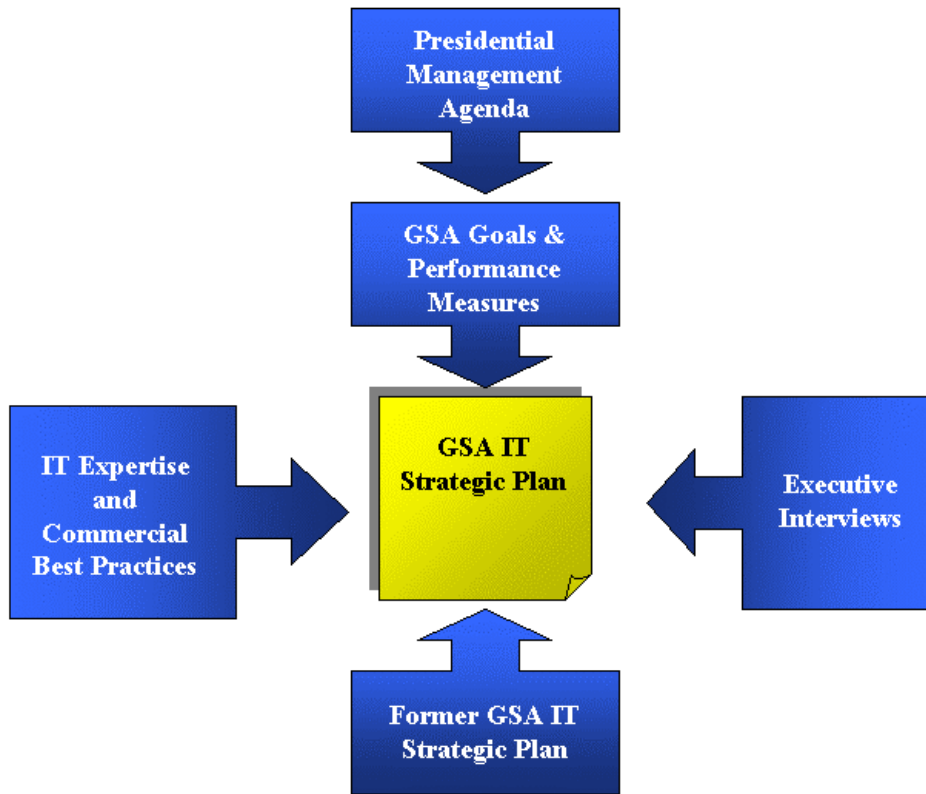 Presidential
Management
Agenda
GSA Goals &
Performance
Measures
GSA IT
Strategic Plan
IT Expertise
and
Commercial
Best Practices
Executive
Interviews
Former GSA IT
Strategic Plan